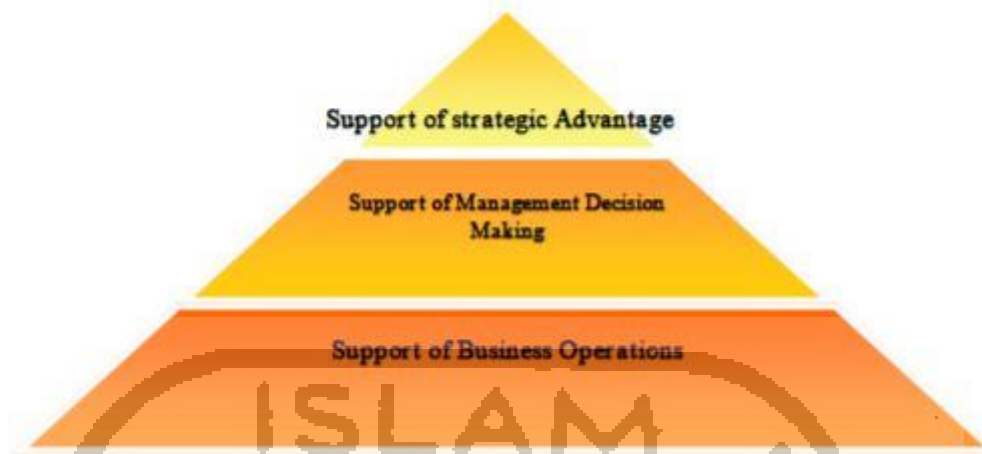 Support of strategic Advantage
Support of Management Decision
Making
Support of Business Operations
ISLAM